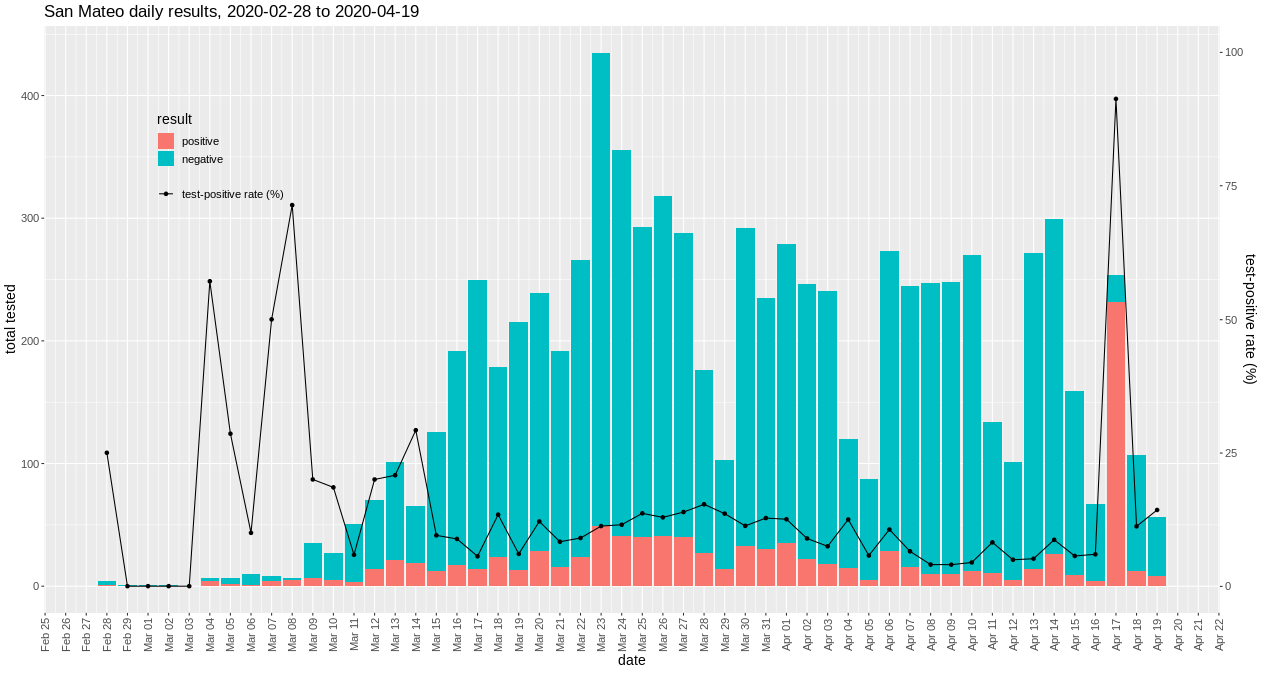 San Mateo daily results, 2020-02-28 to 2020-04-19
result
positive
negative
test-positive rate (%)
total tested
400
300
200
100
0
100
75
50
25
0
test-positive rate (%)
Feb 25
Feb 26
Feb 27
Feb 28
Feb 29
Mar 01
Mar 02
Mar 03
Mar 04
Mar 05
Mar 06
Mar 07
Mar 08
Mar 09
Mar 10
Mar 11
Mar 12
Mar 13
Mar 14
Mar 15
Mar 16
Mar 17
Mar 18
Mar 19
Mar 20
Mar 21
Mar 22
Mar 23
Mar 24
Mar 25
Mar 26
Mar 27
Mar 28
Mar 29
Mar 30
Mar 31
Apr 01
Apr 02
Apr 03
Apr 04
Apr 05
Apr 06
Apr 07
Apr 08
Apr 09
Apr 10
Apr 11
Apr 12
Apr 13
Apr 14
Apr 15
Apr 16
Apr 17
Apr 18
Apr 19
Apr 20
Apr 21
Apr 22
date